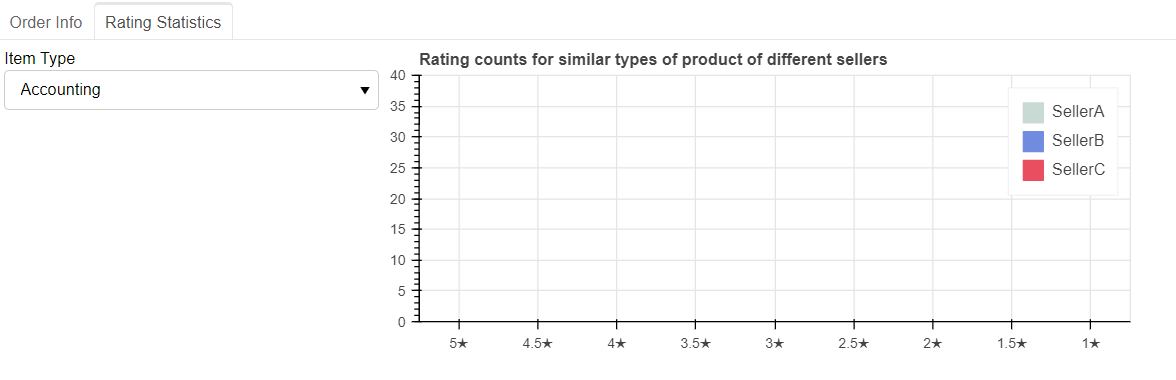 Order Info
Rating Statistics
Item Type
Accounting
Rating counts for similar types of product of different sellers
40
35
30
25
20
15
10
5
0
SellerA
SellerB
SellerC
5★ 4.5★ 4★ 3.5★ 3★ 2.5★ 2★ 1.5★ 1★